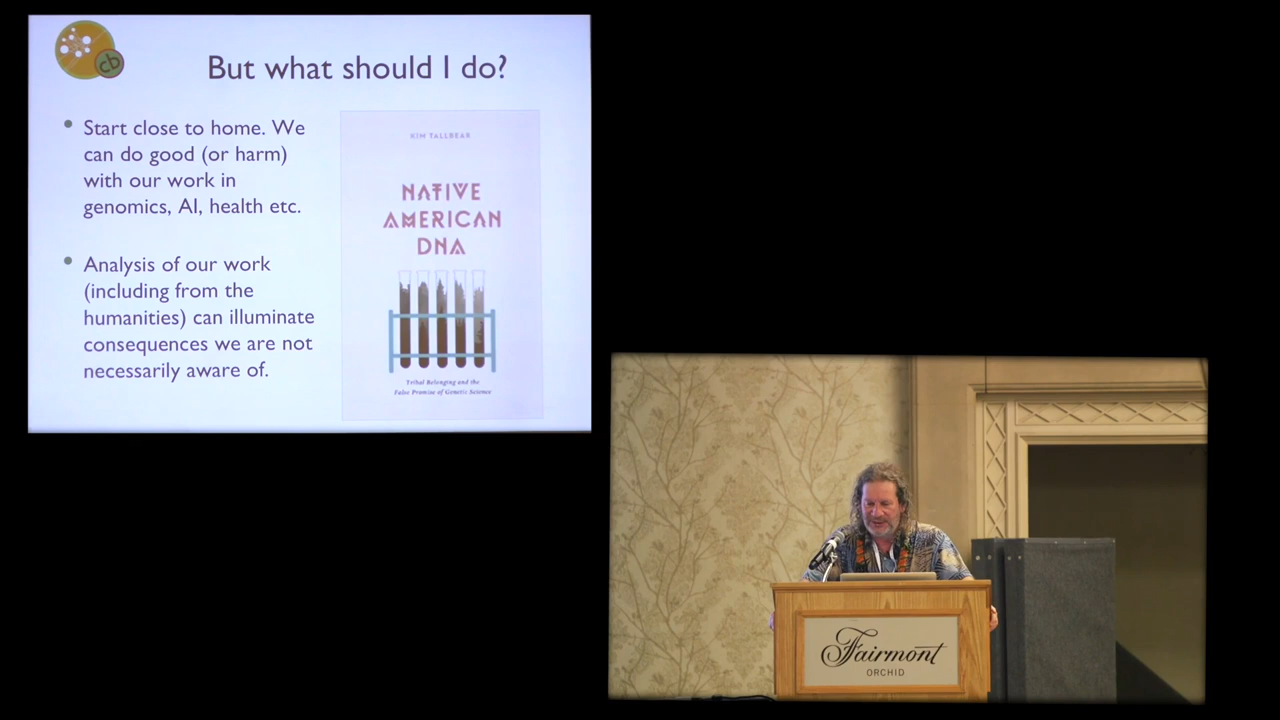 cb
But what should I do?
• Start close to home. We
can do good (or harm)
with our work in
genomics, AI, health etc.
• Analysis of our work
(including from the
humanities) can illuminate
consequences we are not
necessarily aware of.
KIM TALLBEAR
NATIVE
AMERICAN
DNA
Tribal Belonging and the
False Promise of Genetic Science
Fairmont
ORCHID